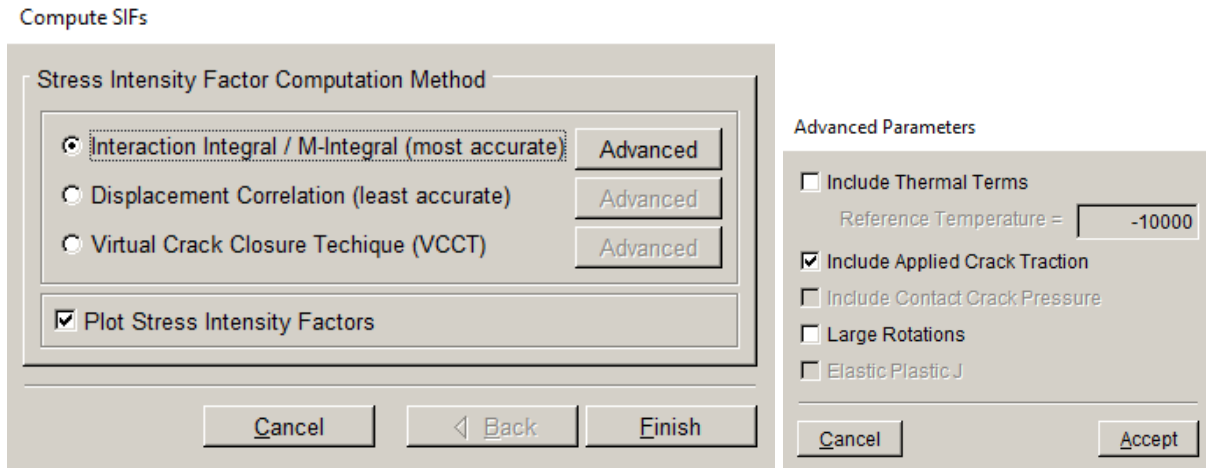 Compute SIFs
Stress Intensity Factor Computation Method
Interaction Integral / M-Integral (most accurate) Advanced
Displacement Correlation (least accurate) Advanced
Virtual Crack Closure Techique (VCCT) Advanced
Plot Stress Intensity Factors
Cancel Back Finish
Advanced Parameters
Include Thermal Terms
Reference Temperature = -10000
Include Applied Crack Traction
Include Contact Crack Pressure
Large Rotations
Elastic Plastic J
Cancel Accept